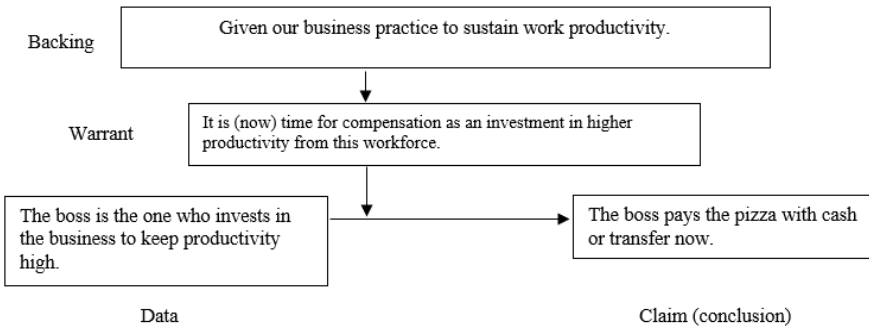 Backing
Given our business practice to sustain work productivity.
Warrant
It is (now) time for compensation as an investment in higher
productivity from this workforce.
The boss is the one who invests in
the business to keep productivity
high.
The boss pays the pizza with cash
or transfer now.
Data
Claim (conclusion)